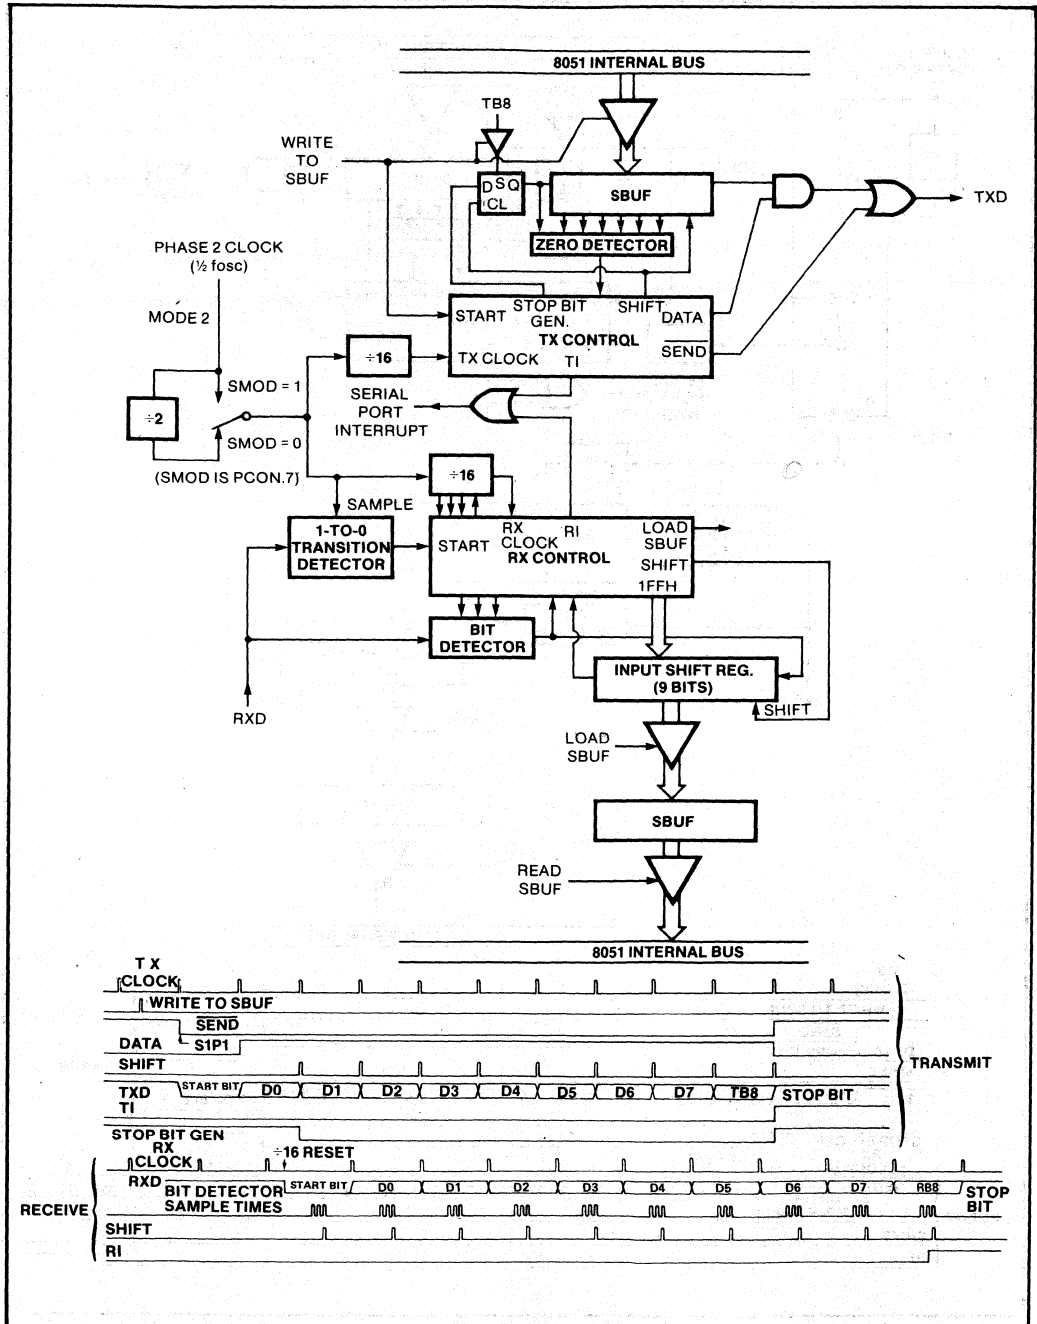 8051 INTERNAL BUS
TB8
WRITE
TO
SBUF
D S Q
CL
SBUF
TXD
ZERO DETECTOR
PHASE 2 CLOCK
(½ fosc)
MODE 2
START
STOP BIT
GEN.
SHIFT
DATA
TX CONTROL
SEND
TX CLOCK
TI
÷16
SMOD = 1
÷2
SMOD = 0
SERIAL
PORT
INTERRUPT
(SMOD IS PCON.7)
÷16
SAMPLE
1-TO-0
TRANSITION
DETECTOR
START
RX
CLOCK
RI
RX CONTROL
LOAD
SBUF
SHIFT
1FFH
BIT
DETECTOR
INPUT SHIFT REG.
(9 BITS)
SHIFT
RXD
LOAD
SBUF
SBUF
READ
SBUF
8051 INTERNAL BUS
TX
CLOCK
WRITE TO SBUF
SEND
DATA
S1P1
SHIFT
TXD
START BIT D0 D1 D2 D3 D4 D5 D6 D7 TB8 STOP BIT
TI
STOP BIT GEN
TRANSMIT
RX
CLOCK
÷16 RESET
RXD
START BIT D0 D1 D2 D3 D4 D5 D6 D7 RB8 STOP
BIT
BIT DETECTOR
SAMPLE TIMES
SHIFT
RI
RECEIVE